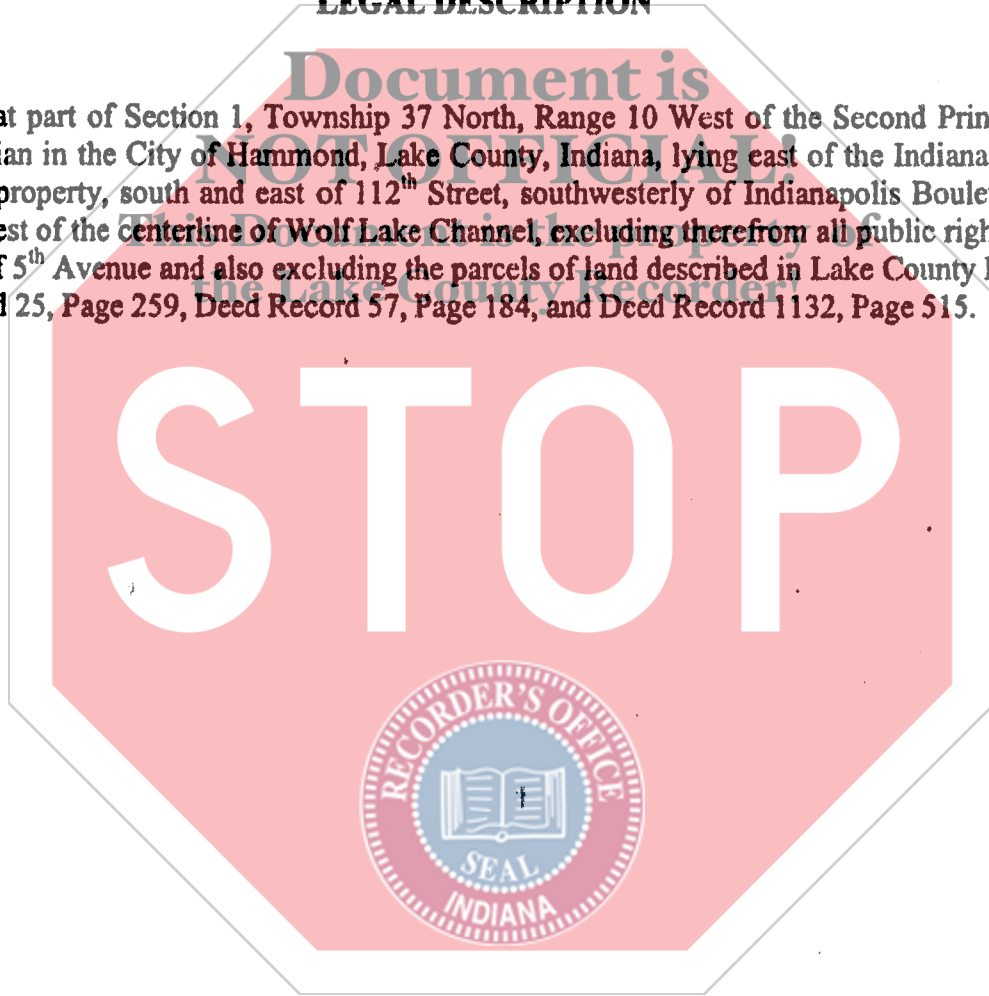 LEGAL DESCRIPTION
Document is
at part of Section 1, Township 37 North, Range 10 West of the Second Prin
NOT OFFICIAL!
ian in the City of Hammond, Lake County, Indiana, lying east of the Indiana
property, south and east of 112th Street, southwesterly of Indianapolis Boule
This Document is the property of
est of the centerline of Wolf Lake Channel, excluding therefrom all public righ
f 5th Avenue and also excluding the parcels of land described in Lake County
the Lake County Recorder!
25, Page 259, Deed Record 57, Page 184, and Deed Record 1132, Page 515.
STOP
RECORDER'S OFFICE
SEAL
INDIANA